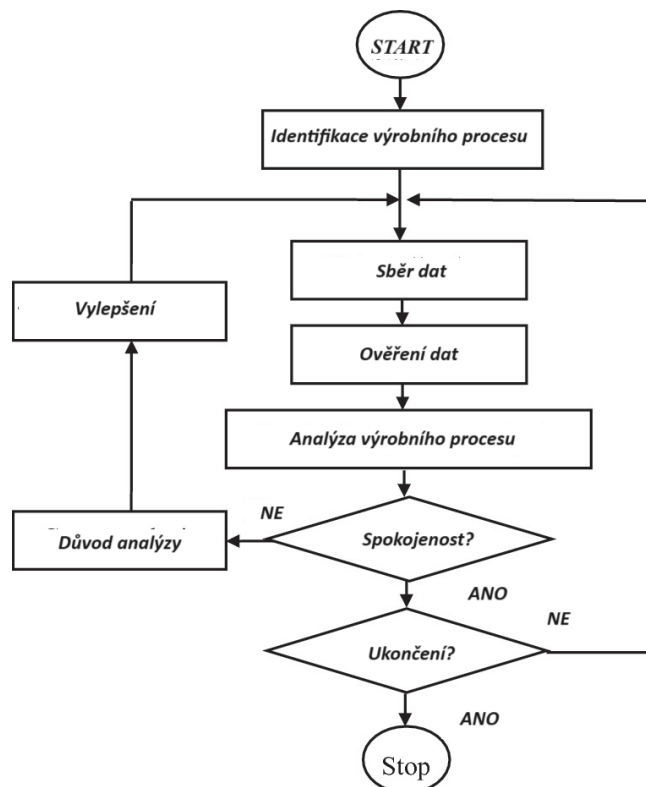 START
Identifikace výrobního procesu
Sběr dat
Vylepšení
Ověření dat
Analýza výrobního procesu
NE
Důvod analýzy
Spokojenost?
ANO
NE
Ukončení?
ANO
Stop